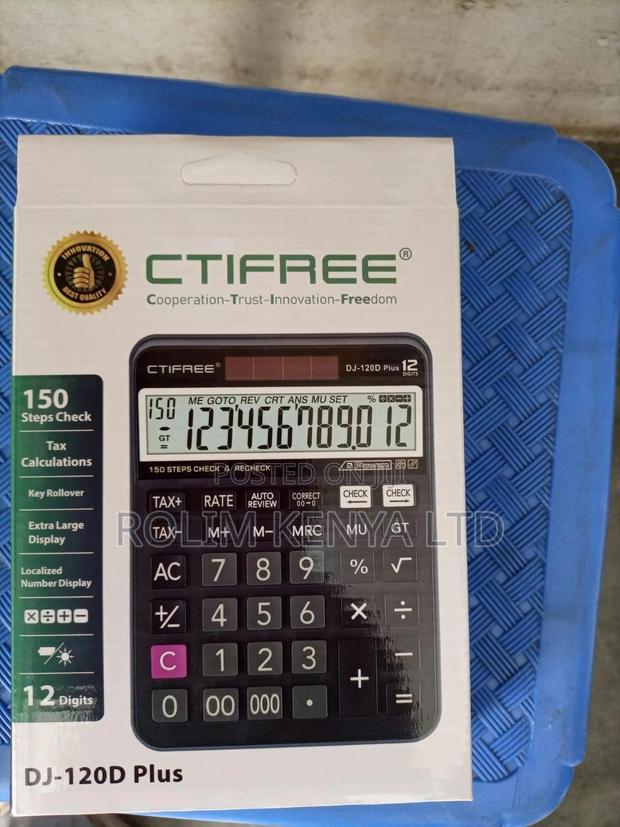 INNOVATION
BEST QUALITY
CTIFREE®
Cooperation-Trust-Innovation-Freedom
150
Steps Check
Tax
Calculations
Key Rollover
Extra Large
Display
Localized
Number Display
12 Digits
CTIFREE®
DJ-120D Plus 12
DIGITS
ME GOTO REV CRT ANS MU SET %
150
GT
=
123'456'789,012
150 STEPS CHECK & RECHECK
TAX+ RATE AUTO REVIEW CORRECT 00→0 CHECK ← CHECK →
TAX- M+ M- MRC MU GT
AC 7 8 9 % √
+/- 4 5 6 × ÷
C 1 2 3 + −
0 00 000 · =
DJ-120D Plus
POSTED ON JIJI
ROLIM KENYA LTD